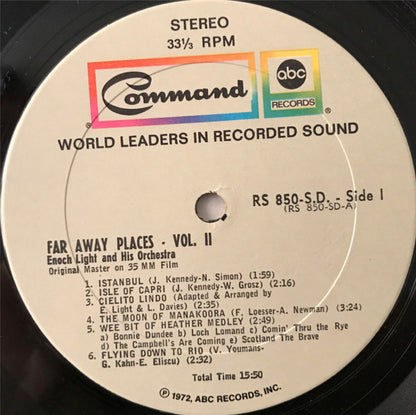 STEREO
33⅓ RPM
Command
abc
RECORDS
WORLD LEADERS IN RECORDED SOUND
RS 850-S.D. - Side I
(RS 850-SD-A)
FAR AWAY PLACES - VOL. II
Enoch Light and His Orchestra
Original Master on 35 MM Film
1. ISTANBUL (J. Kennedy-N. Simon) (1:59)
2. ISLE OF CAPRI (J. Kennedy-W. Grosz) (2:16)
3. CIELITO LINDO (Adapted & Arranged by
E. Light & L. Davies) (2:35)
4. THE MOON OF MANAKOORA (F. Loesser-A. Newman) (3:24)
5. WEE BIT OF HEATHER MEDLEY (2:49)
a) Bonnie Dundee b) Loch Lomand c) Comin' Thru the Rye
d) The Campbell's Are Coming e) Scotland The Brave
6. FLYING DOWN TO RIO (V. Youmans-
G. Kahn-E. Eliscu) (2:32)
Total Time 15:50
Ⓟ1972, ABC RECORDS, INC.